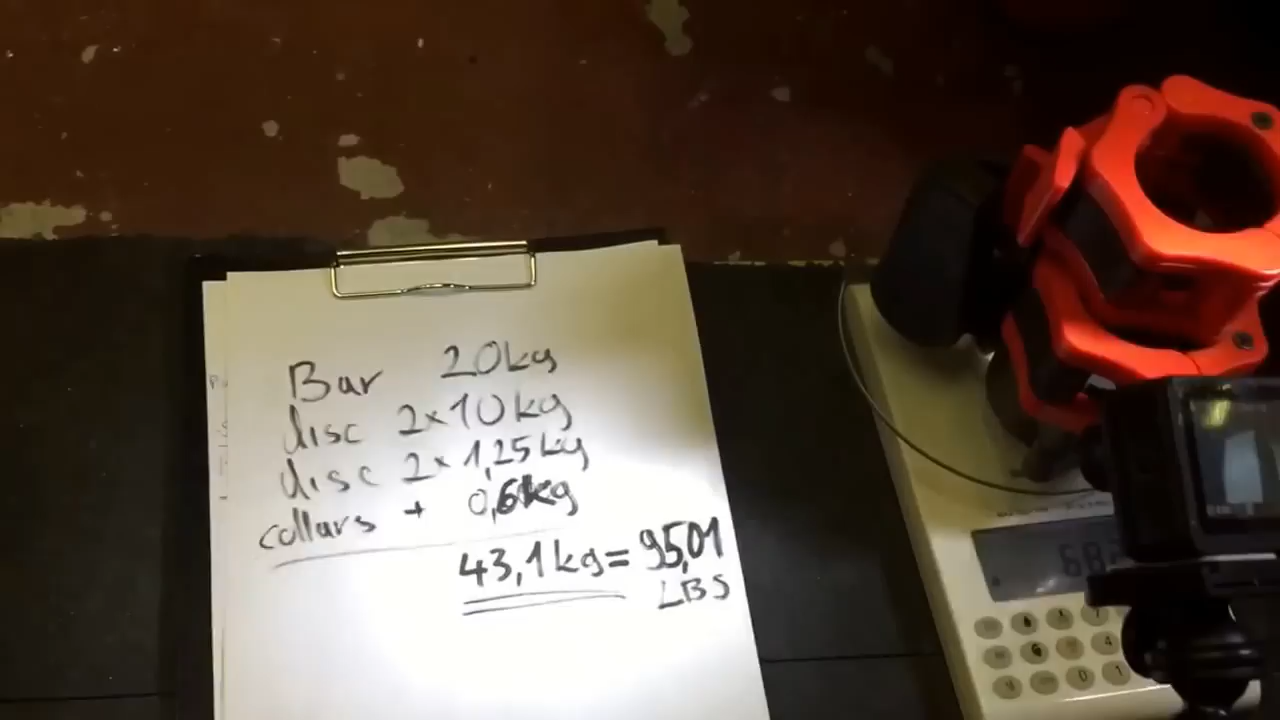 Bar 20kg
disc 2x10kg
disc 2x1,25kg
collars + 0,6kg
43,1kg = 95,01
LBS